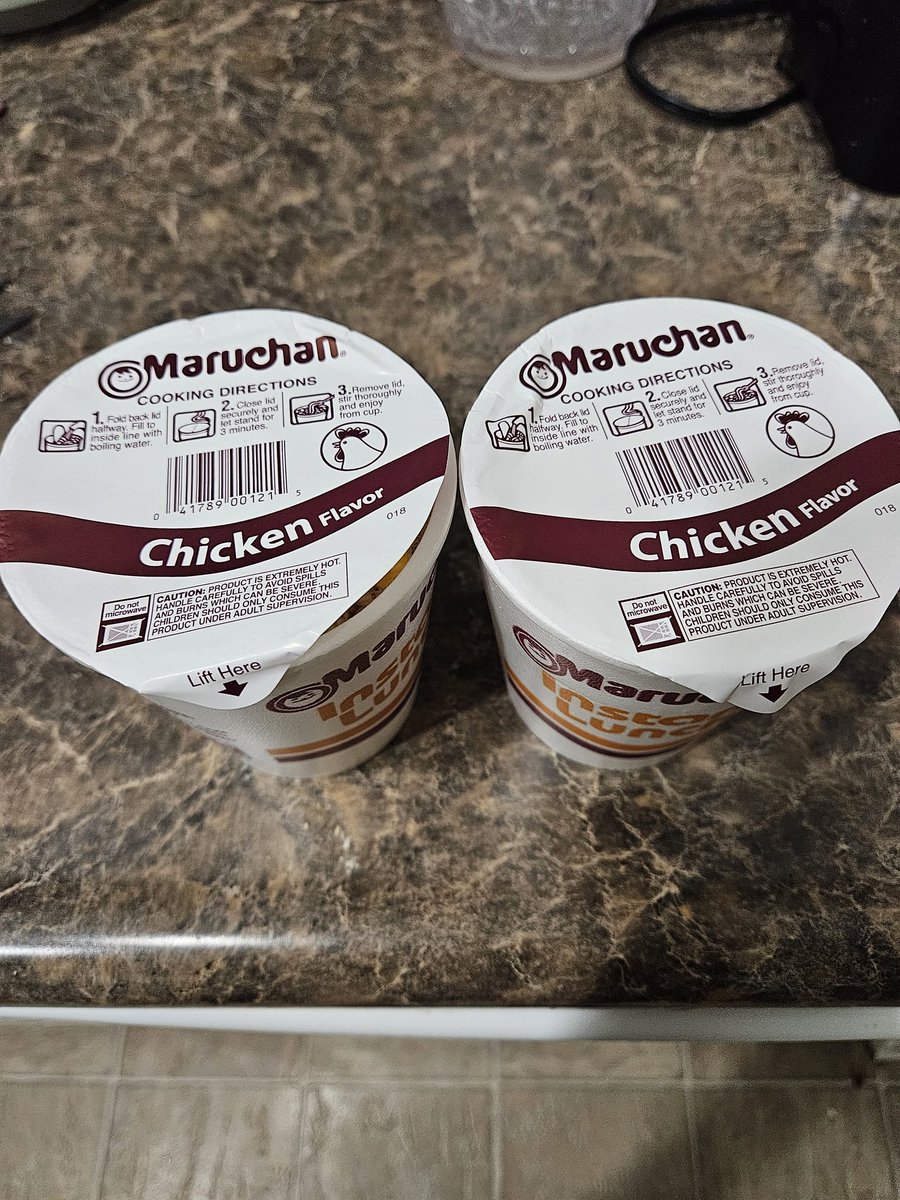 Maruchan®
COOKING DIRECTIONS
1. Fold back lid
halfway. Fill to
inside line with
boiling water.
2. Close lid
securely and
let stand for
3 minutes.
3. Remove lid,
stir thoroughly
and enjoy
from cup.
0 41789 00121 5
018
Chicken Flavor
Do not
microwave
CAUTION: PRODUCT IS EXTREMELY HOT.
HANDLE CAREFULLY TO AVOID SPILLS
AND BURNS WHICH CAN BE SEVERE.
CHILDREN SHOULD ONLY CONSUME THIS
PRODUCT UNDER ADULT SUPERVISION.
Lift Here
Maruc
Instan
Lunc
Maruchan®
COOKING DIRECTIONS
1. Fold back lid
halfway. Fill to
inside line with
boiling water.
2. Close lid
securely and
let stand for
3 minutes.
3. Remove lid,
stir thoroughly
and enjoy
from cup.
0 41789 00121 5
018
Chicken Flavor
Do not
microwave
CAUTION: PRODUCT IS EXTREMELY HOT.
HANDLE CAREFULLY TO AVOID SPILLS
AND BURNS WHICH CAN BE SEVERE.
CHILDREN SHOULD ONLY CONSUME THIS
PRODUCT UNDER ADULT SUPERVISION.
Lift Here
Maruc
Instan
Lunc